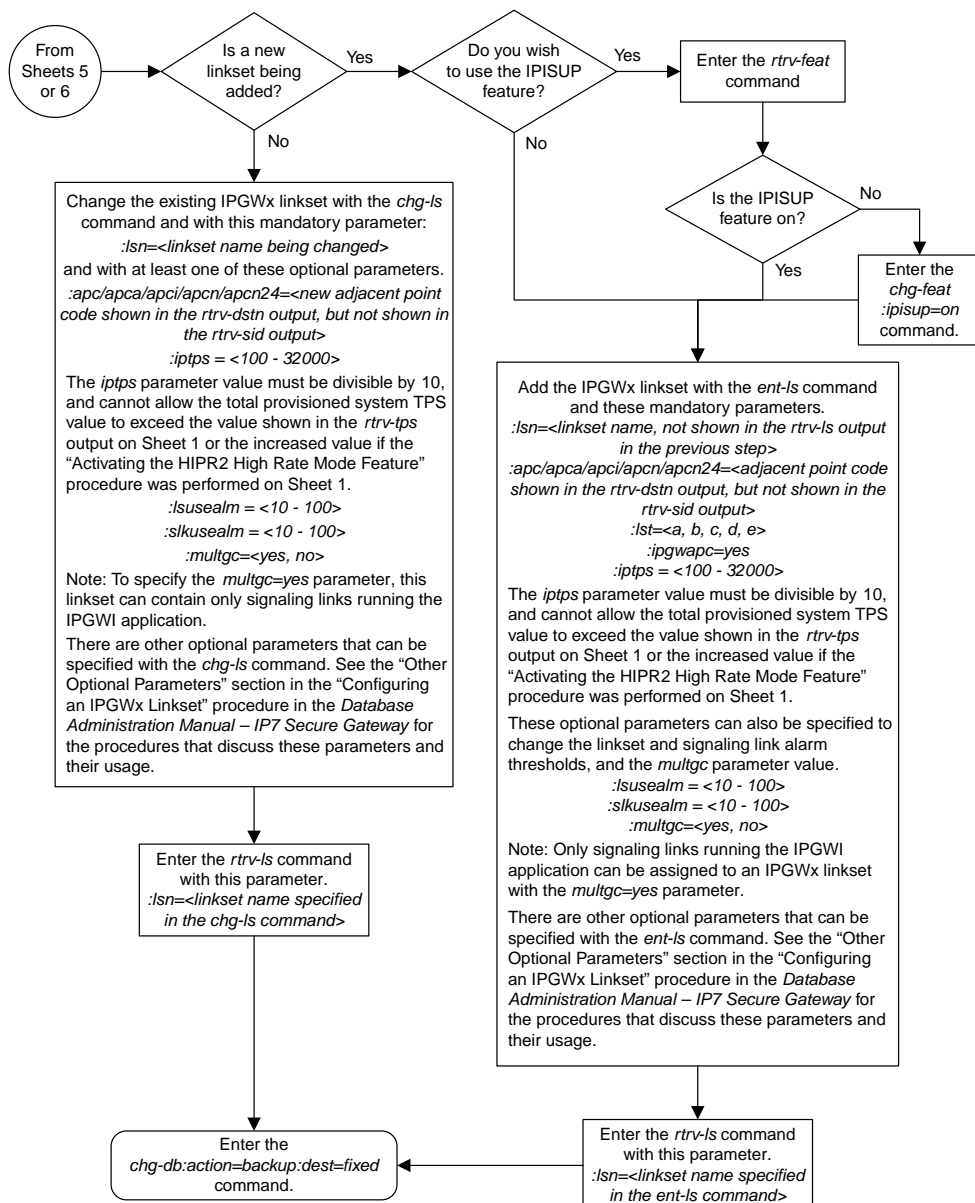 From
Sheets 5
or 6
Is a new
linkset being
added?
Yes
Do you wish
to use the IPISUP
feature?
Yes
Enter the rtrv-feat
command
No
No
Is the IPISUP
feature on?
No
Yes
Enter the
chg-feat
:ipisup=on
command.
Change the existing IPGWx linkset with the chg-ls
command and with this mandatory parameter:
:lsn=<linkset name being changed>
and with at least one of these optional parameters.
:apc/apca/apci/apcn/apcn24=<new adjacent point
code shown in the rtrv-dstn output, but not shown in
the rtrv-sid output>
:iptps = <100 - 32000>
The iptps parameter value must be divisible by 10,
and cannot allow the total provisioned system TPS
value to exceed the value shown in the rtrv-tps
output on Sheet 1 or the increased value if the
“Activating the HIPR2 High Rate Mode Feature”
procedure was performed on Sheet 1.
:lsusealm = <10 - 100>
:slkusealm = <10 - 100>
:multgc=<yes, no>
Note: To specify the multgc=yes parameter, this
linkset can contain only signaling links running the
IPGWI application.
There are other optional parameters that can be
specified with the chg-ls command. See the “Other
Optional Parameters” section in the “Configuring
an IPGWx Linkset” procedure in the Database
Administration Manual – IP7 Secure Gateway for
the procedures that discuss these parameters and
their usage.
Add the IPGWx linkset with the ent-ls command
and these mandatory parameters.
:lsn=<linkset name, not shown in the rtrv-ls output
in the previous step>
:apc/apca/apci/apcn/apcn24=<adjacent point code
shown in the rtrv-dstn output, but not shown in the
rtrv-sid output>
:lst=<a, b, c, d, e>
:ipgwapc=yes
:iptps = <100 - 32000>
The iptps parameter value must be divisible by 10,
and cannot allow the total provisioned system TPS
value to exceed the value shown in the rtrv-tps
output on Sheet 1 or the increased value if the
“Activating the HIPR2 High Rate Mode Feature”
procedure was performed on Sheet 1.
These optional parameters can also be specified to
change the linkset and signaling link alarm
thresholds, and the multgc parameter value.
:lsusealm = <10 - 100>
:slkusealm = <10 - 100>
:multgc=<yes, no>
Note: Only signaling links running the IPGWI
application can be assigned to an IPGWx linkset
with the multgc=yes parameter.
There are other optional parameters that can be
specified with the ent-ls command. See the “Other
Optional Parameters” section in the “Configuring
an IPGWx Linkset” procedure in the Database
Administration Manual – IP7 Secure Gateway for
the procedures that discuss these parameters and
their usage.
Enter the rtrv-ls command
with this parameter.
:lsn=<linkset name specified
in the chg-ls command>
Enter the
chg-db:action=backup:dest=fixed
command.
Enter the rtrv-ls command
with this parameter.
:lsn=<linkset name specified
in the ent-ls command>